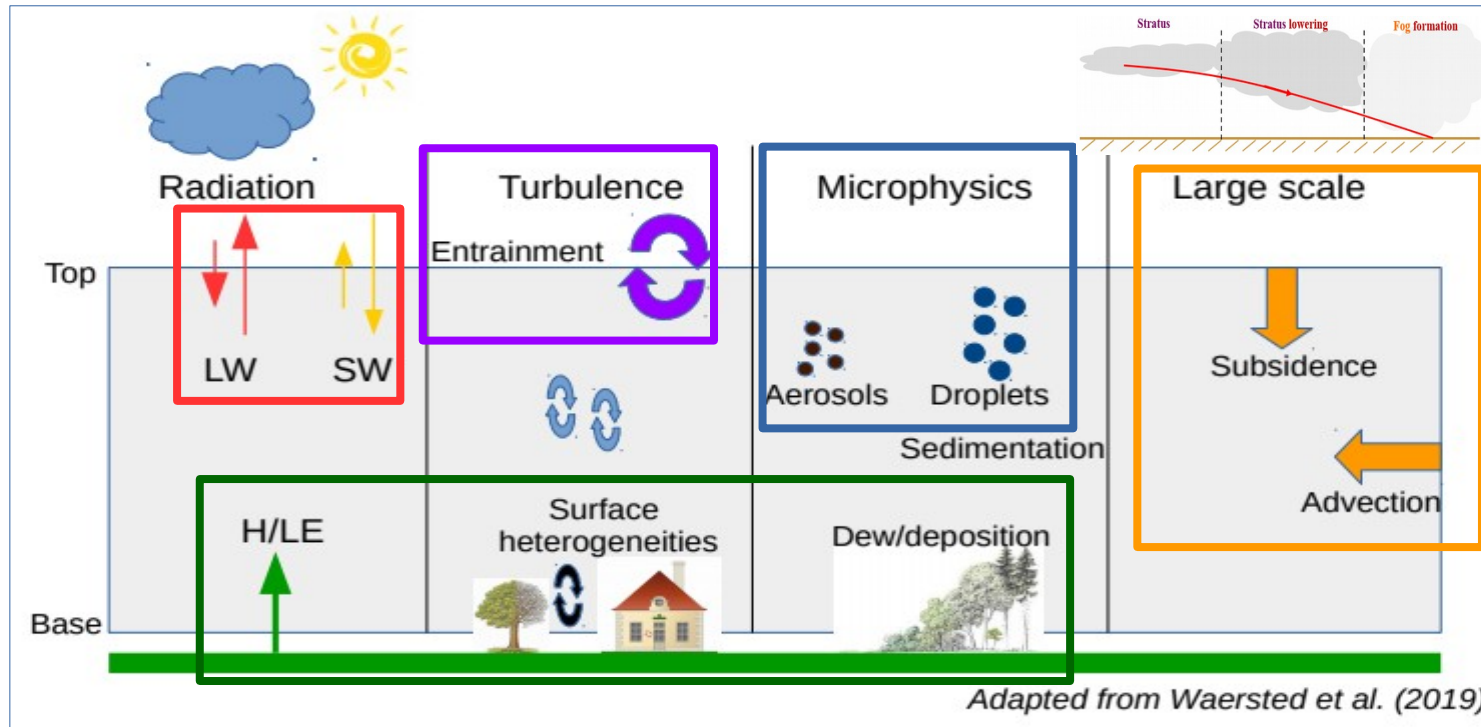 Stratus
Stratus lowering
Fog formation
Radiation
Turbulence
Microphysics
Large scale
Entrainment
Top
LW
SW
Aerosols
Droplets
Subsidence
Sedimentation
Advection
H/LE
Surface
heterogeneities
Dew/deposition
Base
Adapted from Waersted et al. (2019)